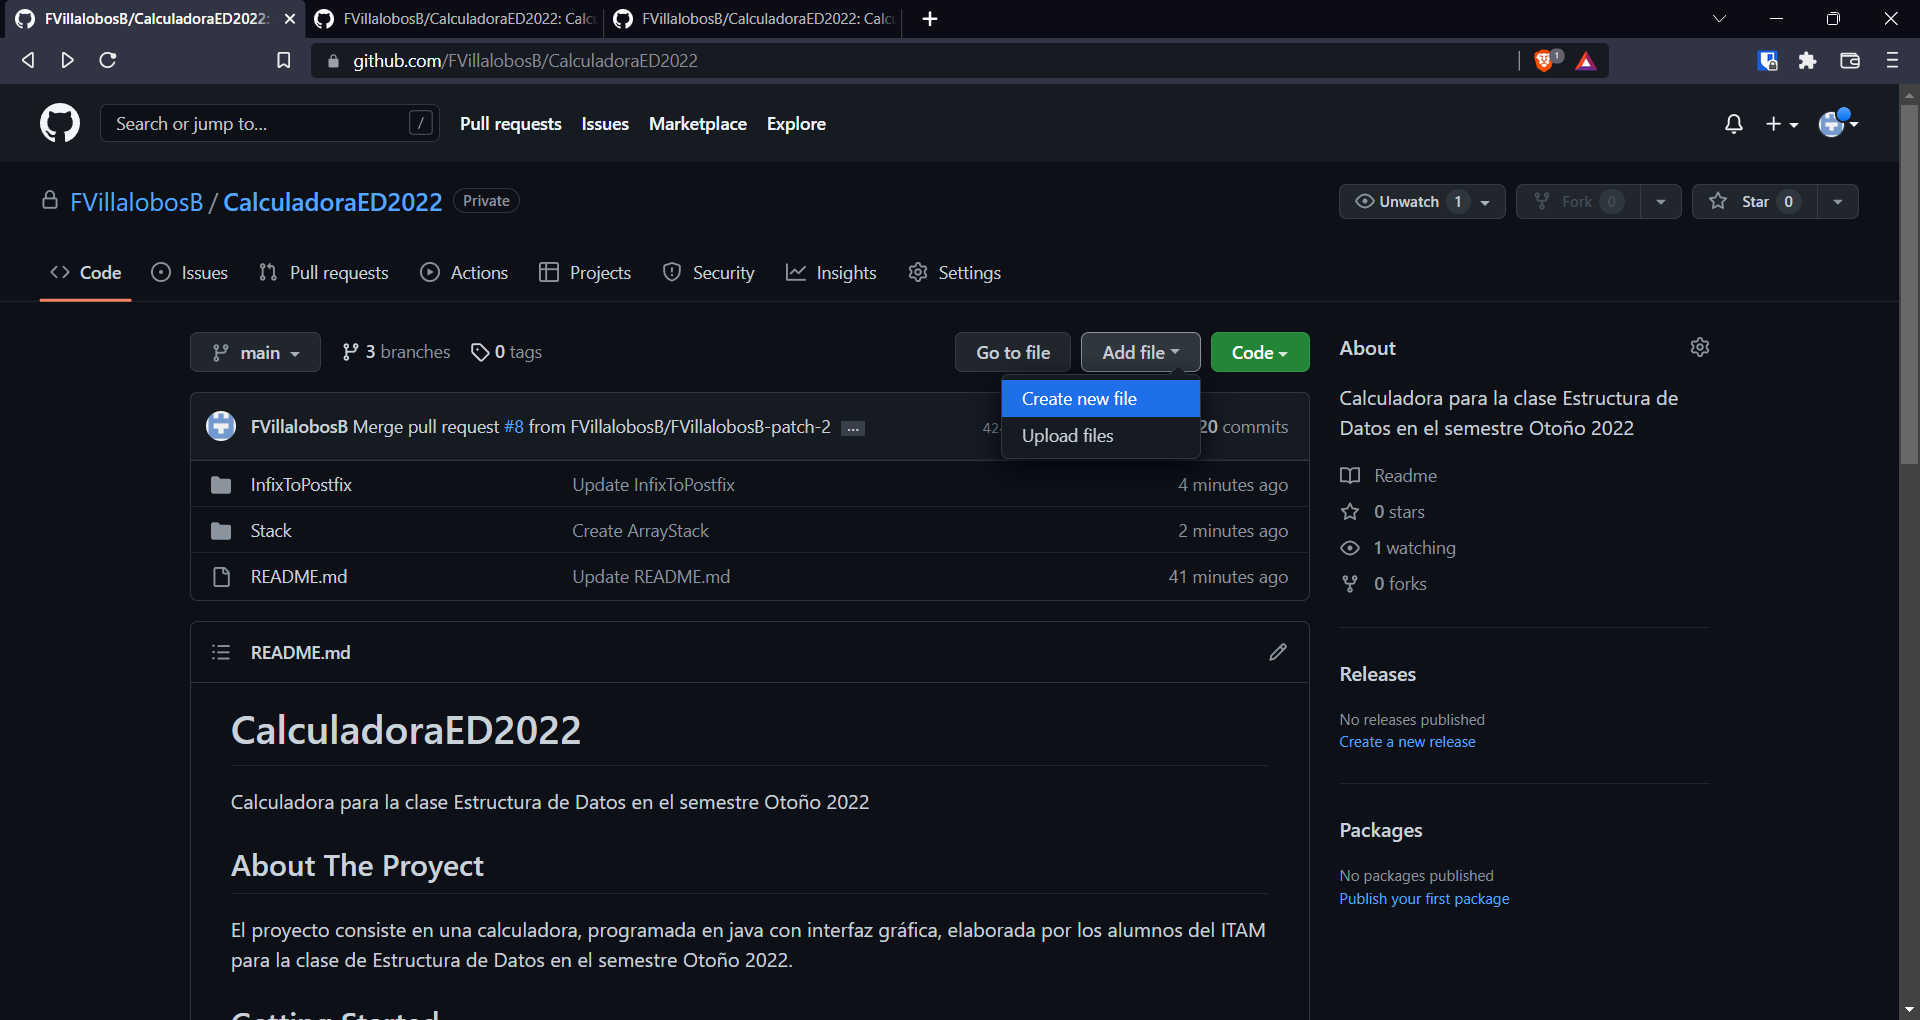 FVillalobosB/CalculadoraED2022:
FVillalobosB/CalculadoraED2022: Calc
FVillalobosB/CalculadoraED2022: Calc
github.com/FVillalobosB/CalculadoraED2022
1
Search or jump to... /
Pull requests Issues Marketplace Explore
FVillalobosB / CalculadoraED2022 Private
Unwatch 1
Fork 0
Star 0
Code Issues Pull requests Actions Projects Security Insights Settings
main 3 branches 0 tags
Go to file Add file Code
Create new file
Upload files
FVillalobosB Merge pull request #8 from FVillalobosB/FVillalobosB-patch-2 ...
42 20 commits
InfixToPostfix Update InfixToPostfix 4 minutes ago
Stack Create ArrayStack 2 minutes ago
README.md Update README.md 41 minutes ago
README.md
CalculadoraED2022
Calculadora para la clase Estructura de Datos en el semestre Otoño 2022
About The Proyect
El proyecto consiste en una calculadora, programada en java con interfaz gráfica, elaborada por los alumnos del ITAM
para la clase de Estructura de Datos en el semestre Otoño 2022.
Getting Started
About
Calculadora para la clase Estructura de
Datos en el semestre Otoño 2022
Readme
0 stars
1 watching
0 forks
Releases
No releases published
Create a new release
Packages
No packages published
Publish your first package